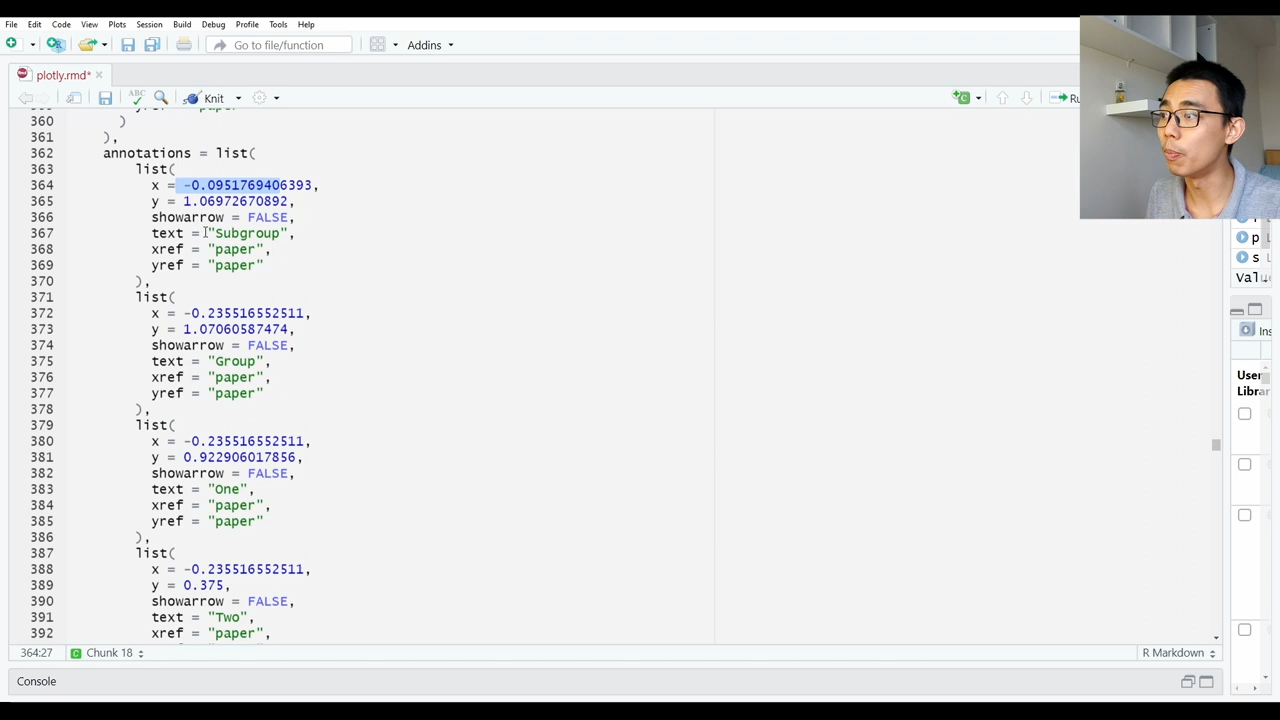 File Edit Code View Plots Session Build Debug Profile Tools Help
Go to file/function Addins
plotly.rmd*
ABC Knit
360 )
361 ),
362 annotations = list(
363 list(
364 x = -0.0951769406393,
365 y = 1.06972670892,
366 showarrow = FALSE,
367 text = "Subgroup",
368 xref = "paper",
369 yref = "paper"
370 ),
371 list(
372 x = -0.235516552511,
373 y = 1.07060587474,
374 showarrow = FALSE,
375 text = "Group",
376 xref = "paper",
377 yref = "paper"
378 ),
379 list(
380 x = -0.235516552511,
381 y = 0.922906017856,
382 showarrow = FALSE,
383 text = "One",
384 xref = "paper",
385 yref = "paper"
386 ),
387 list(
388 x = -0.235516552511,
389 y = 0.375,
390 showarrow = FALSE,
391 text = "Two",
392 xref = "paper",
p
s
Ins
User
Librar
364:27 Chunk 18 R Markdown
Console